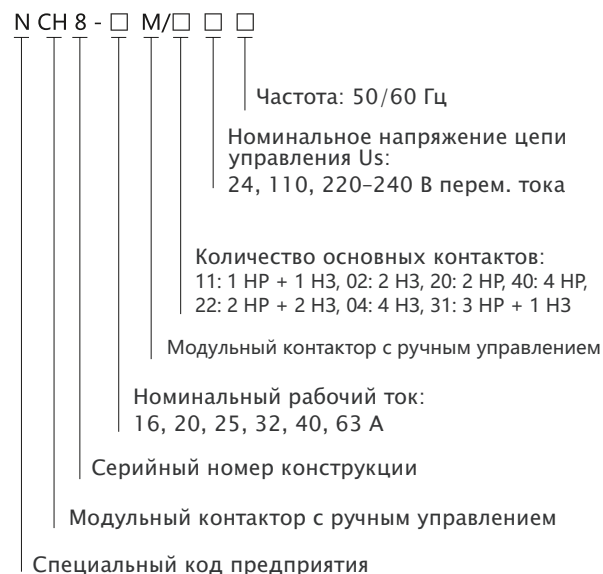 N CH 8 - □ M/□ □ □
Частота: 50/60 Гц
Номинальное напряжение цепи
управления Us:
24, 110, 220–240 В перем. тока
Количество основных контактов:
11: 1 НР + 1 НЗ, 02: 2 НЗ, 20: 2 НР, 40: 4 НР,
22: 2 НР + 2 НЗ, 04: 4 НЗ, 31: 3 НР + 1 НЗ
Модульный контактор с ручным управлением
Номинальный рабочий ток:
16, 20, 25, 32, 40, 63 А
Серийный номер конструкции
Модульный контактор с ручным управлением
Специальный код предприятия